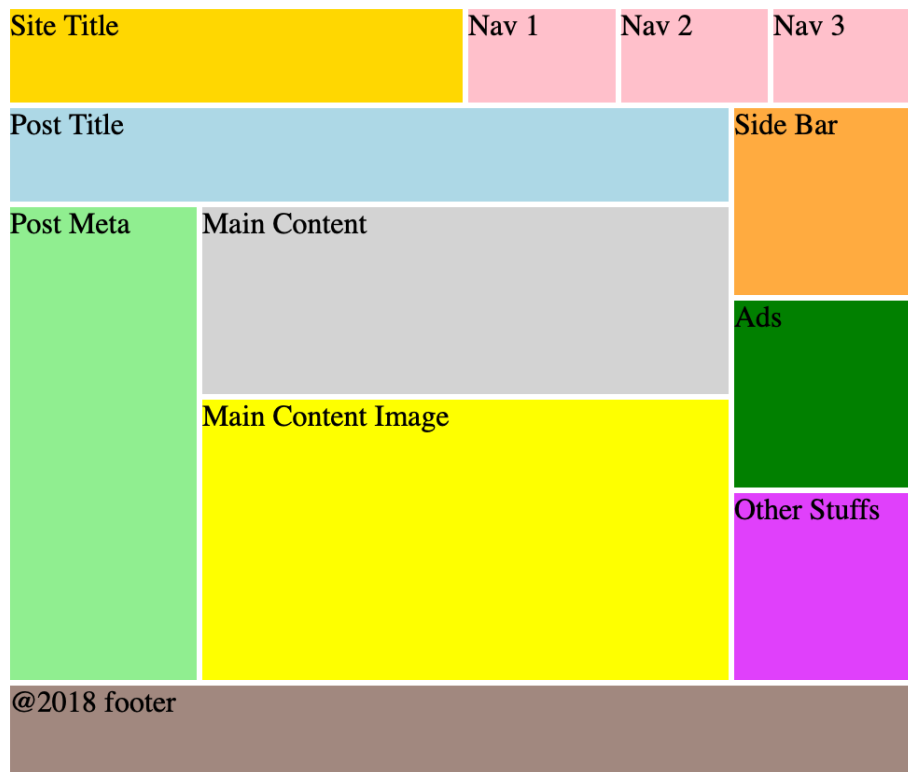 Site Title
Nav 1
Nav 2
Nav 3
Post Title
Side Bar
Post Meta
Main Content
Ads
Main Content Image
Other Stuffs
@2018 footer